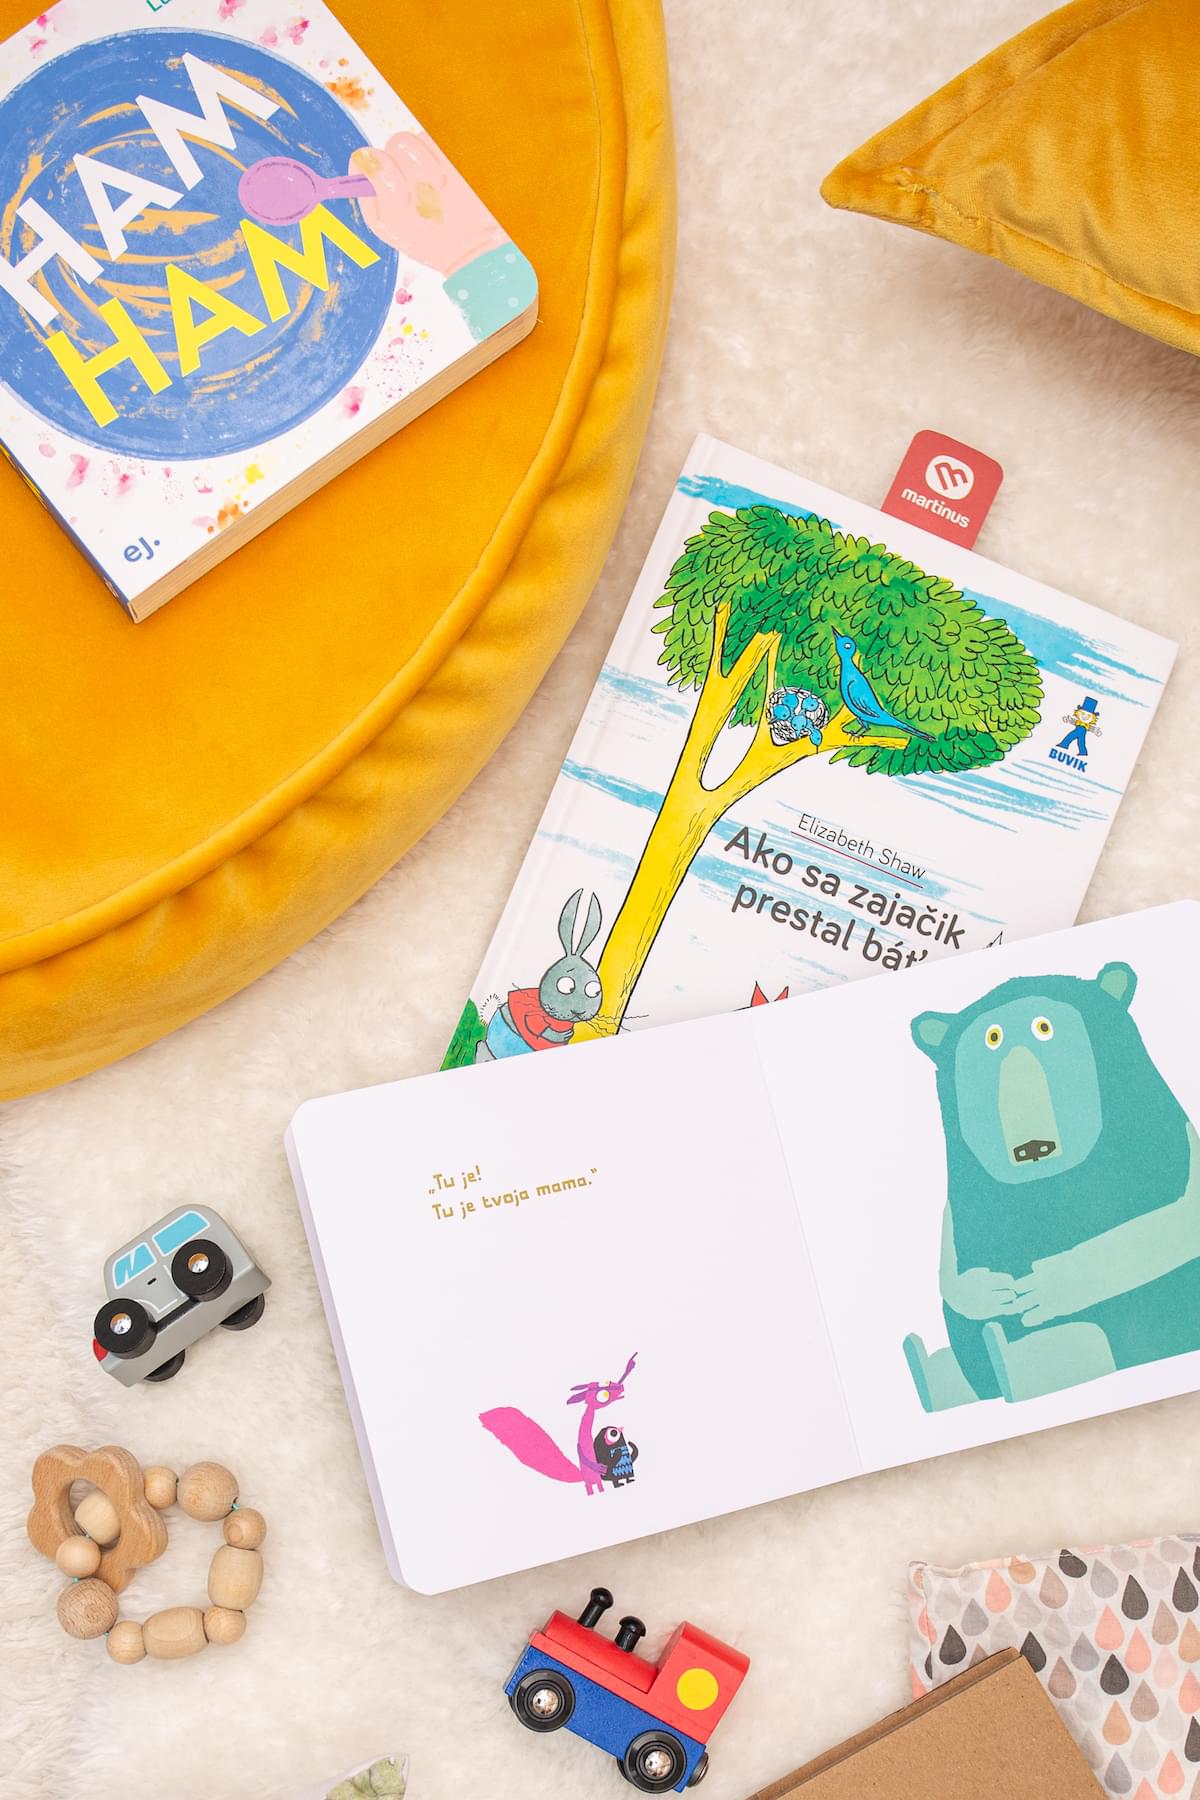 HAM
HAM
ej.
martinus
BUVIK
Elizabeth Shaw
Ako sa zajačik
prestal báť
„Tu je!
Tu je tvoja mama.“